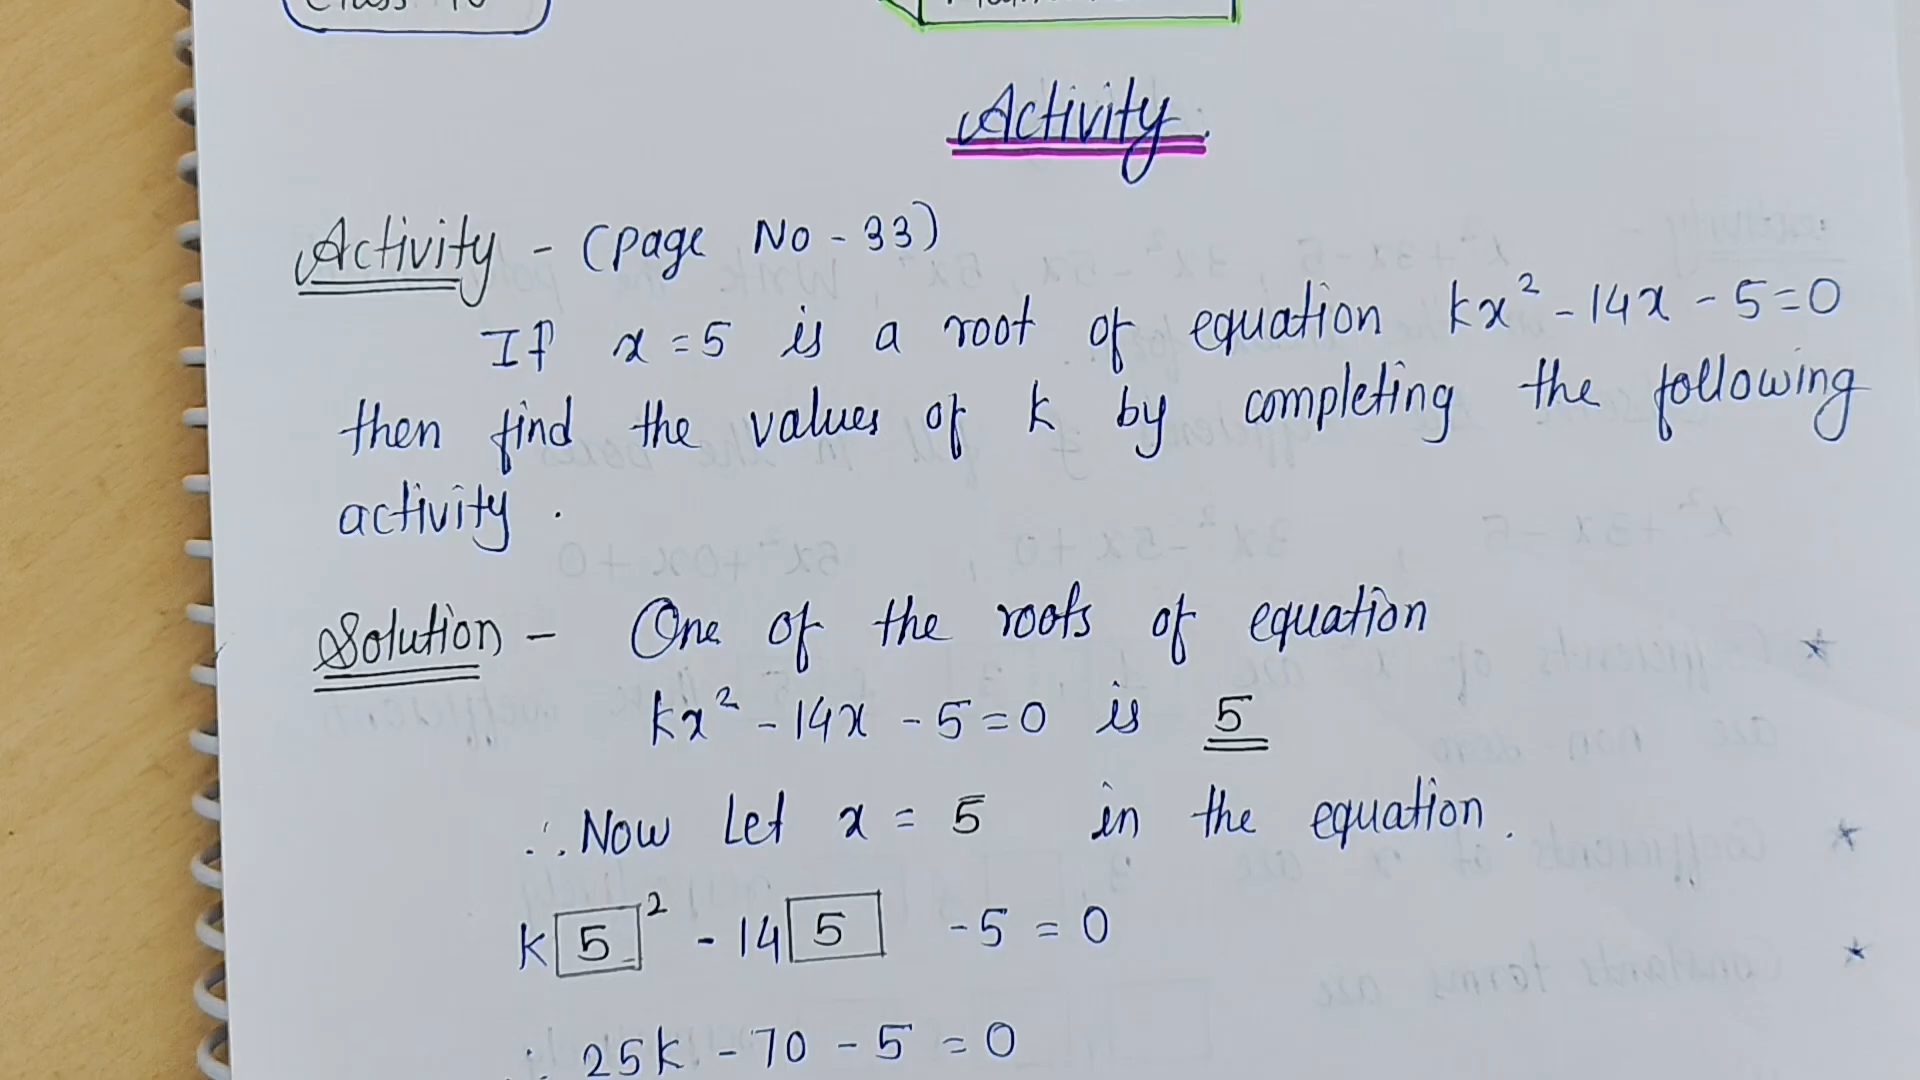 Class 10
Activity.
Activity - (Page No - 33)
If x = 5 is a root of equation kx² - 14x - 5 = 0
then find the values of k by completing the following
activity.
Solution - One of the roots of equation
kx² - 14x - 5 = 0 is 5
∴ Now Let x = 5 in the equation.
k [5]² - 14 [5] - 5 = 0
∴ 25k - 70 - 5 = 0